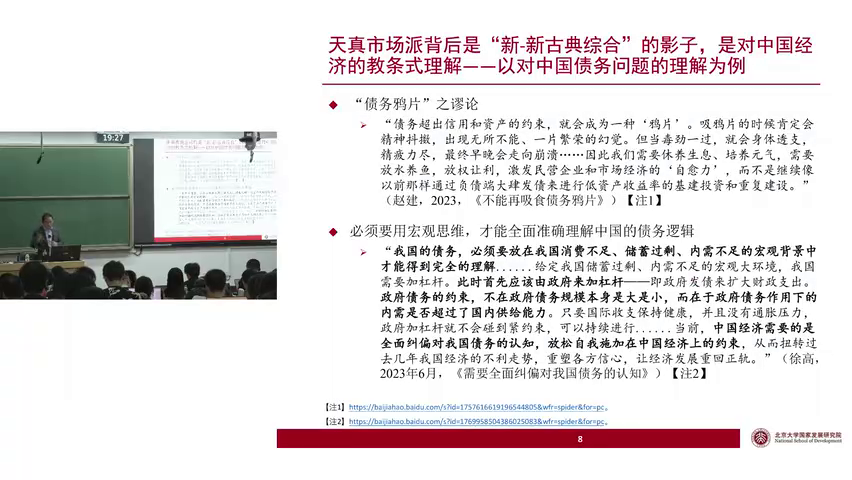 天真市场派背后是“新-新古典综合”的影子，是对中国经
济的教条式理解——以对中国债务问题的理解为例
“债务鸦片”之谬论
“债务超出信用和资产的约束，就会成为一种‘鸦片’。吸鸦片的时候肯定会
精神抖擞，出现无所不能、一片繁荣的幻觉。但当毒劲一过，就会身体透支，
精疲力尽，最终早晚会走向崩溃……因此我们需要休养生息、培养元气，需要
放水养鱼，放权让利，激发民营企业和市场经济的‘自愈力’，而不是继续像
以前那样通过负债端大肆发债来进行低资产收益率的基建投资和重复建设。”
（赵建，2023，《不能再吸食债务鸦片》）【注1】
必须要用宏观思维，才能全面准确理解中国的债务逻辑
“我国的债务，必须要放在我国消费不足、储蓄过剩、内需不足的宏观背景中
才能得到完全的理解......给定我国储蓄过剩、内需不足的宏观大环境，我国
需要加杠杆。此时首先应该由政府来加杠杆——即政府发债来扩大财政支出。
政府债务的约束，不在政府债务规模本身是大是小，而在于政府债务作用下的
内需是否超过了国内供给能力。只要国际收支保持健康，并且没有通胀压力，
政府加杠杆就不会碰到紧约束，可以持续进行......当前，中国经济需要的是
全面纠偏对我国债务的认知，放松自我施加在中国经济上的约束，从而扭转过
去几年我国经济的不利走势，重塑各方信心，让经济发展重回正轨。”（徐高，
2023年6月，《需要全面纠偏对我国债务的认知》）【注2】
【注1】https://baijiahao.baidu.com/s?id=1757616619196544805&wfr=spider&for=pc。
【注2】https://baijiahao.baidu.com/s?id=1769958504386025083&wfr=spider&for=pc。
8
北京大学国家发展研究院
National School of Development
19:27